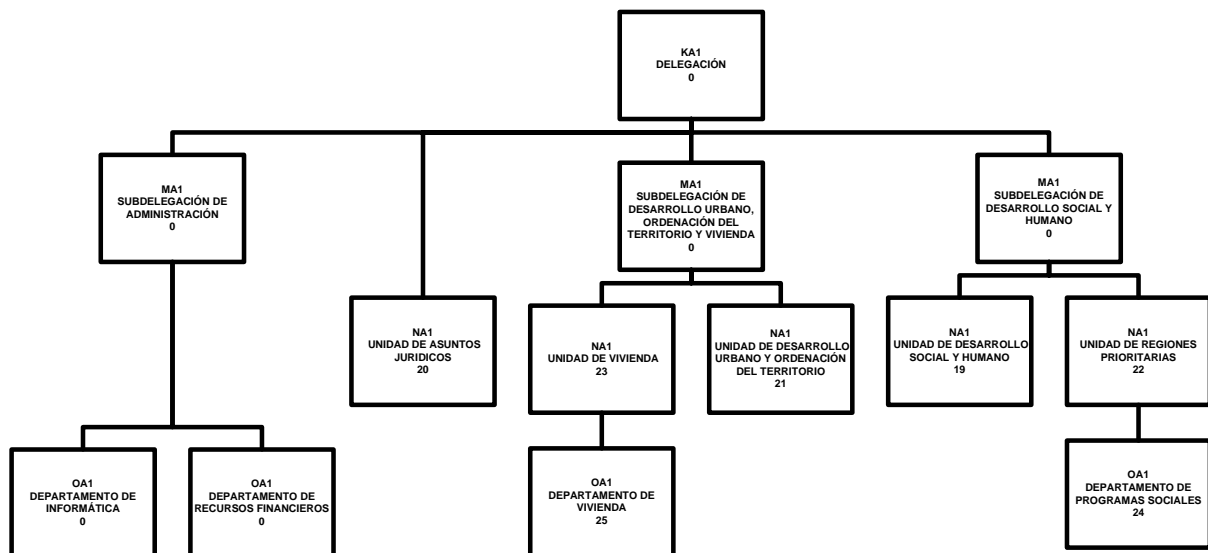 KA1
DELEGACIÓN
0
MA1
SUBDELEGACIÓN DE
ADMINISTRACIÓN
0
MA1
SUBDELEGACIÓN DE
DESARROLLO URBANO,
ORDENACIÓN DEL
TERRITORIO Y VIVIENDA
0
MA1
SUBDELEGACIÓN DE
DESARROLLO SOCIAL Y
HUMANO
0
NA1
UNIDAD DE ASUNTOS
JURIDICOS
20
NA1
UNIDAD DE VIVIENDA
23
NA1
UNIDAD DE DESARROLLO
URBANO Y ORDENACIÓN
DEL TERRITORIO
21
NA1
UNIDAD DE DESARROLLO
SOCIAL Y HUMANO
19
NA1
UNIDAD DE REGIONES
PRIORITARIAS
22
OA1
DEPARTAMENTO DE
INFORMÁTICA
0
OA1
DEPARTAMENTO DE
RECURSOS FINANCIEROS
0
OA1
DEPARTAMENTO DE
VIVIENDA
25
OA1
DEPARTAMENTO DE
PROGRAMAS SOCIALES
24